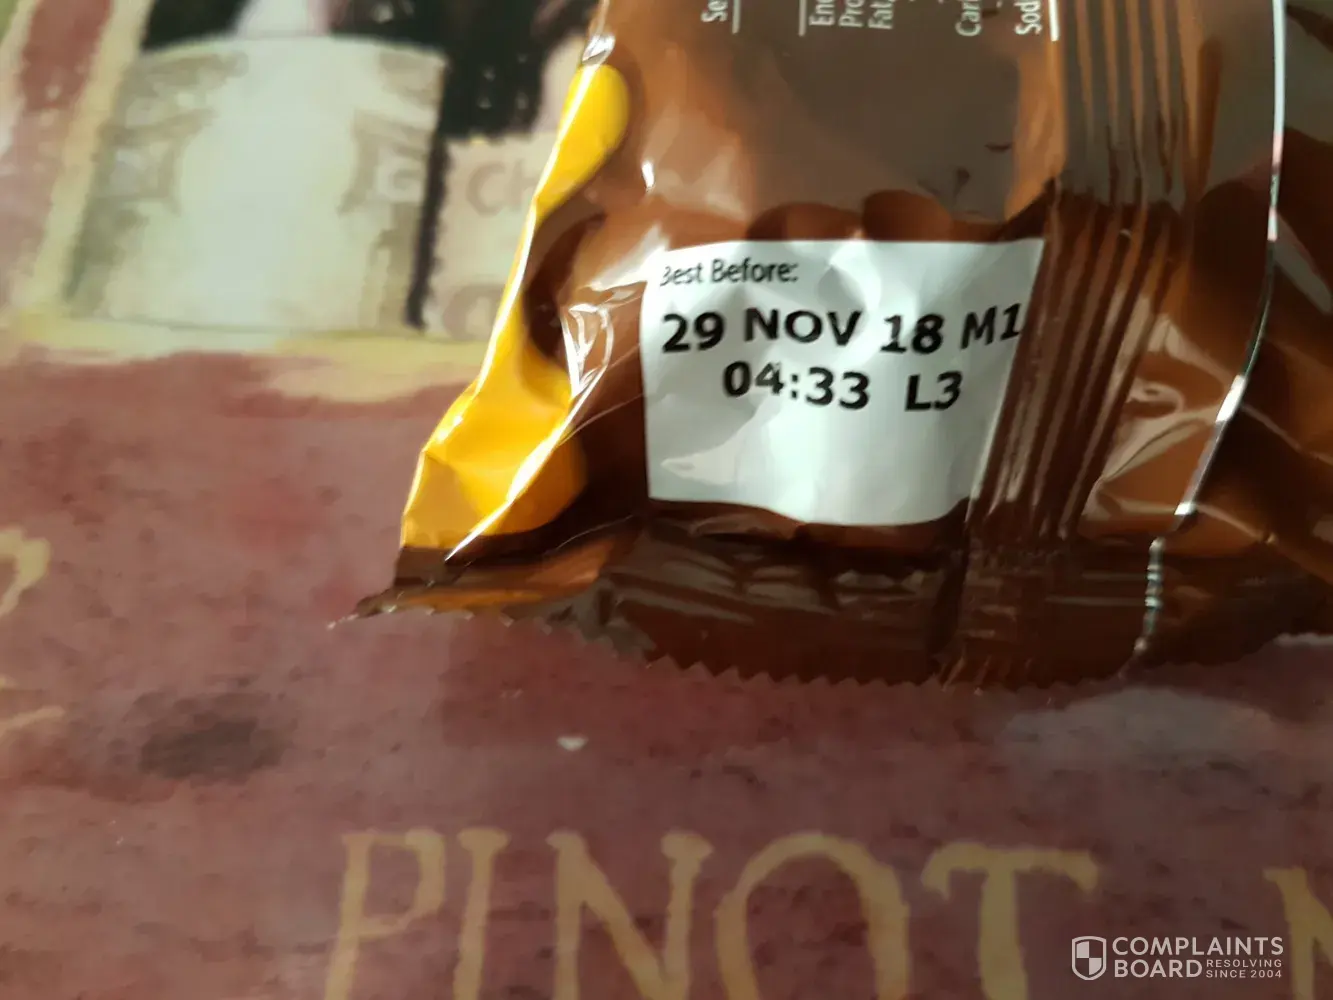 Best Before:
29 NOV 18 M1
04:33 L3
PINOT
COMPLAINTS
BOARD RESOLVING
SINCE 2004